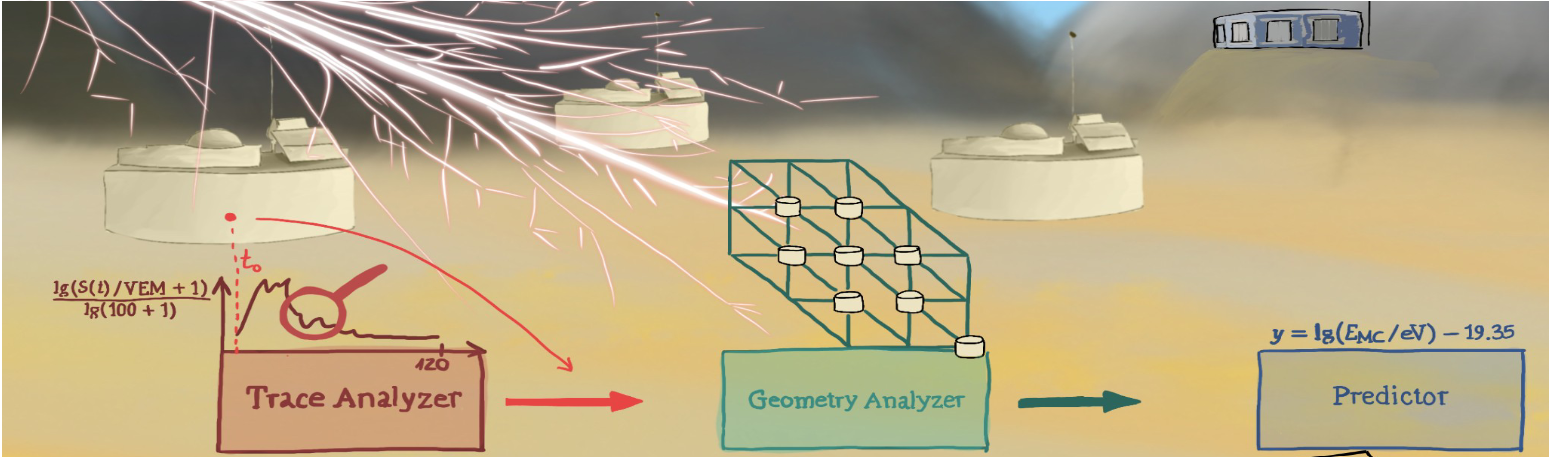 t₀
lg(S(t)/VEM + 1)
lg(100 + 1)
120
Trace Analyzer
Geometry Analyzer
y = lg(E_MC/eV) − 19.35
Predictor